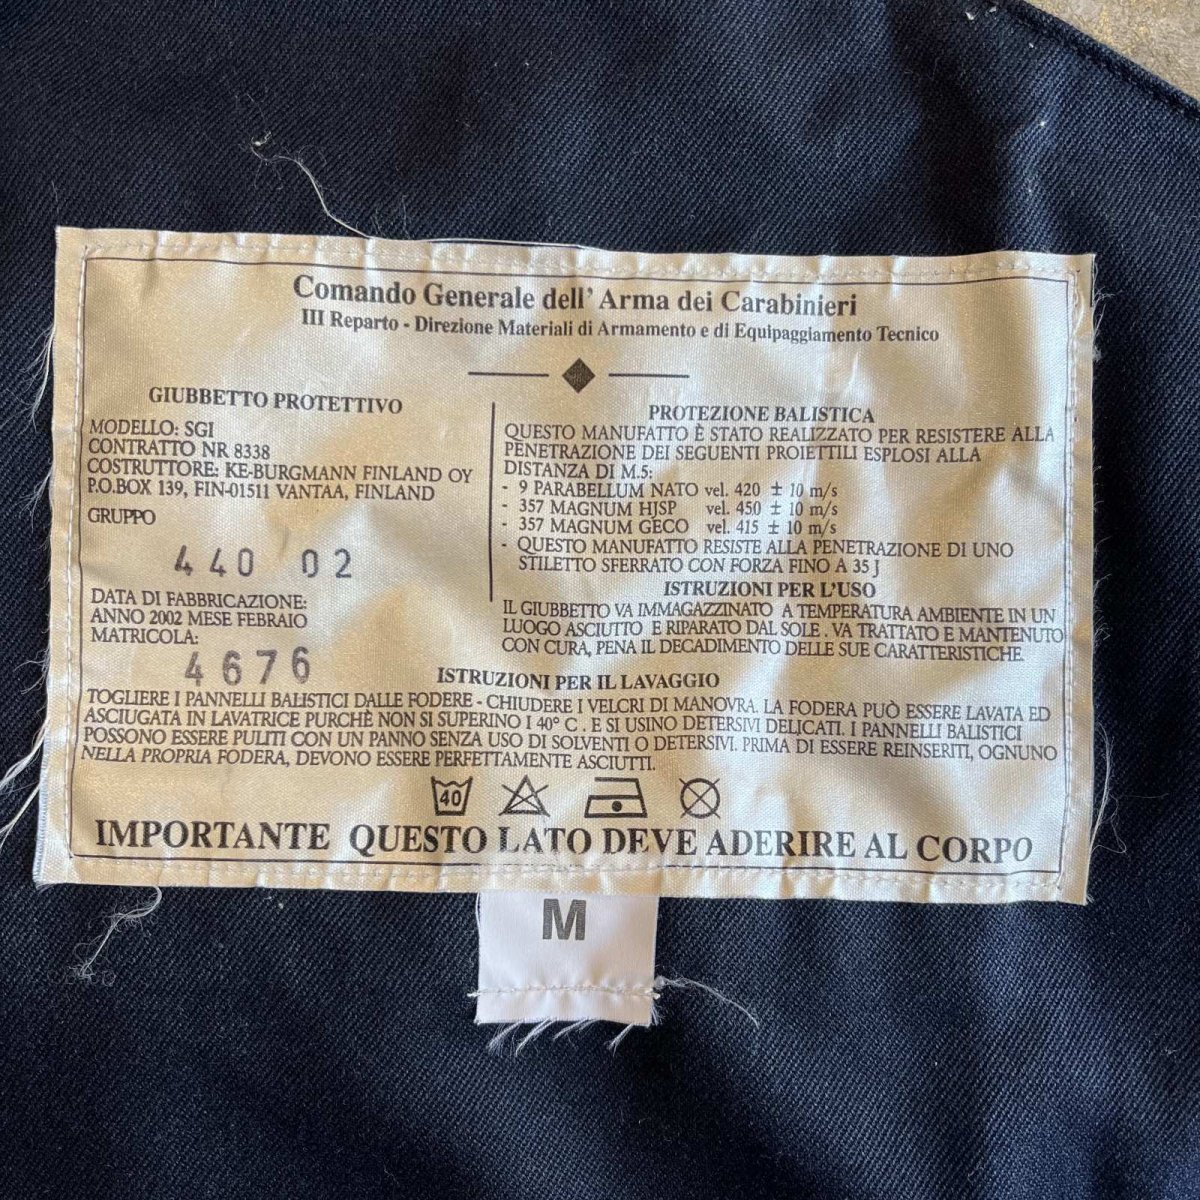 Comando Generale dell' Arma dei Carabinieri
III Reparto - Direzione Materiali di Armamento e di Equipaggiamento Tecnico
GIUBBETTO PROTETTIVO
MODELLO: SGI
CONTRATTO NR 8338
COSTRUTTORE: KE-BURGMANN FINLAND OY
P.O.BOX 139, FIN-01511 VANTAA, FINLAND
GRUPPO
440 02
DATA DI FABBRICAZIONE:
ANNO 2002 MESE FEBRAIO
MATRICOLA:
4676
PROTEZIONE BALISTICA
QUESTO MANUFATTO È STATO REALIZZATO PER RESISTERE ALLA
PENETRAZIONE DEI SEGUENTI PROIETTILI ESPLOSI ALLA
DISTANZA DI M.5:
- 9 PARABELLUM NATO vel. 420 ± 10 m/s
- 357 MAGNUM HJSP vel. 450 ± 10 m/s
- 357 MAGNUM GECO vel. 415 ± 10 m/s
- QUESTO MANUFATTO RESISTE ALLA PENETRAZIONE DI UNO
STILETTO SFERRATO CON FORZA FINO A 35 J
ISTRUZIONI PER L'USO
IL GIUBBETTO VA IMMAGAZZINATO A TEMPERATURA AMBIENTE IN UN
LUOGO ASCIUTTO E RIPARATO DAL SOLE . VA TRATTATO E MANTENUTO
CON CURA, PENA IL DECADIMENTO DELLE SUE CARATTERISTICHE.
ISTRUZIONI PER IL LAVAGGIO
TOGLIERE I PANNELLI BALISTICI DALLE FODERE - CHIUDERE I VELCRI DI MANOVRA. LA FODERA PUÒ ESSERE LAVATA ED
ASCIUGATA IN LAVATRICE PURCHÈ NON SI SUPERINO I 40° C . E SI USINO DETERSIVI DELICATI. I PANNELLI BALISTICI
POSSONO ESSERE PULITI CON UN PANNO SENZA USO DI SOLVENTI O DETERSIVI. PRIMA DI ESSERE REINSERITI, OGNUNO
NELLA PROPRIA FODERA, DEVONO ESSERE PERFETTAMENTE ASCIUTTI.
40
IMPORTANTE QUESTO LATO DEVE ADERIRE AL CORPO
M